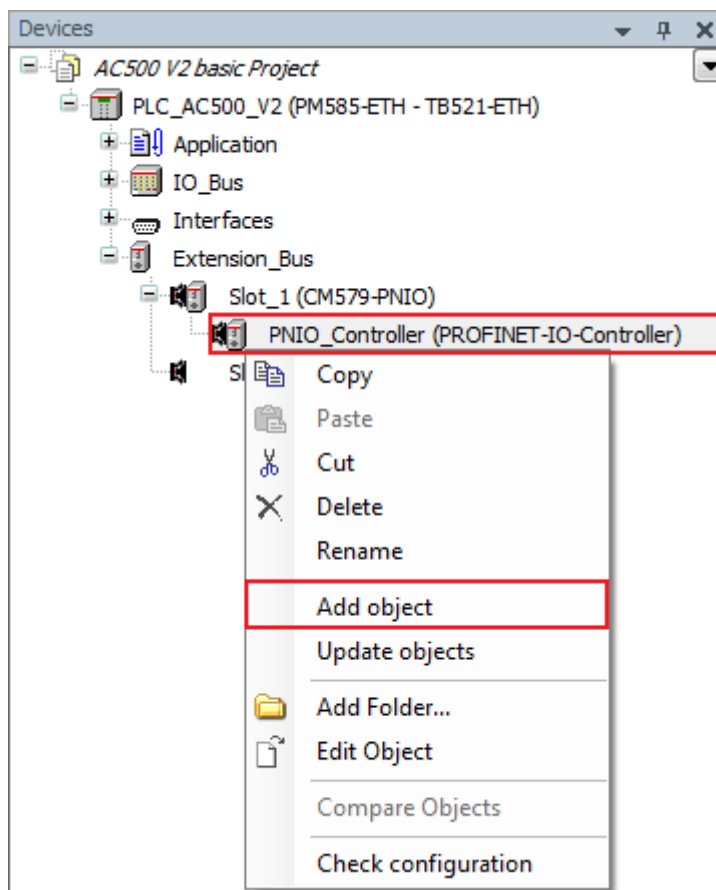 Devices
AC500 V2 basic Project
PLC_AC500_V2 (PM585-ETH - TB521-ETH)
Application
IO_Bus
Interfaces
Extension_Bus
Slot_1 (CM579-PNIO)
PNIO_Controller (PROFINET-IO-Controller)
Sl
Copy
Paste
Cut
Delete
Rename
Add object
Update objects
Add Folder...
Edit Object
Compare Objects
Check configuration